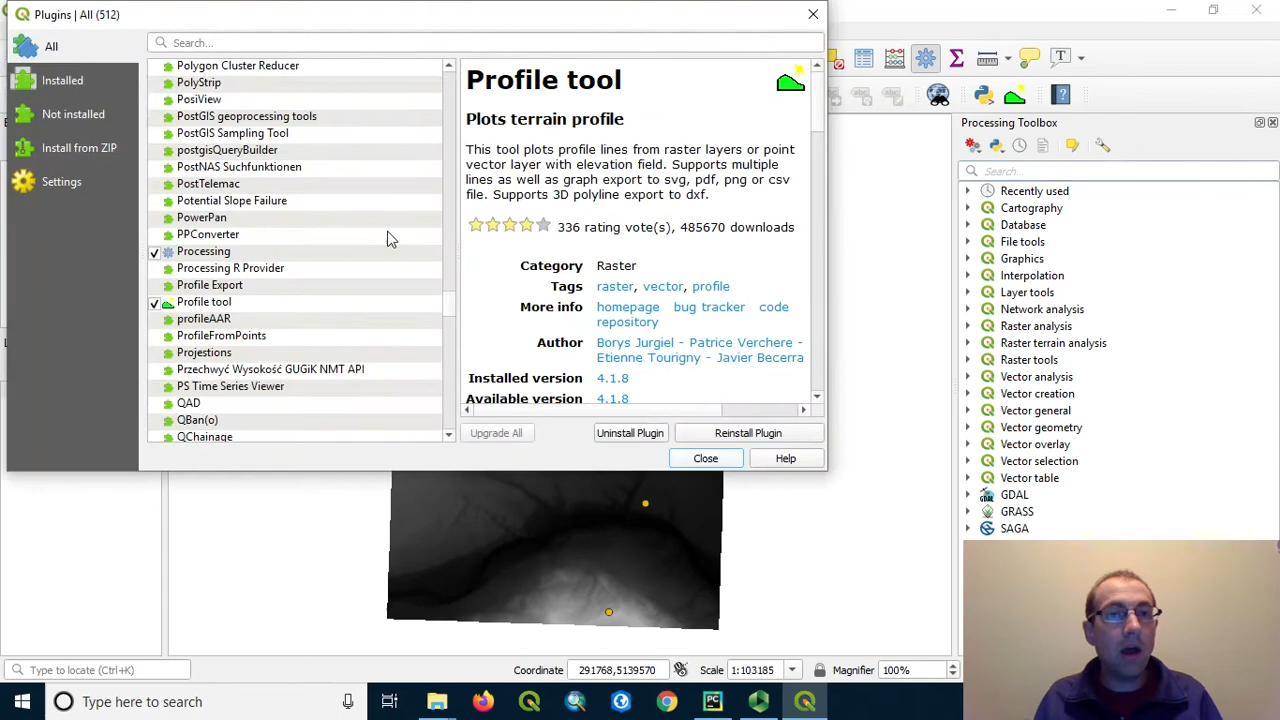 Plugins | All (512)
All
Installed
Not installed
Install from ZIP
Settings
Search...
Polygon Cluster Reducer
PolyStrip
PosiView
PostGIS geoprocessing tools
PostGIS Sampling Tool
postgisQueryBuilder
PostNAS Suchfunktionen
PostTelemac
Potential Slope Failure
PowerPan
PPConverter
Processing
Processing R Provider
Profile Export
Profile tool
profileAAR
ProfileFromPoints
Projections
Przechwyć Wysokość GUGiK NMT API
PS Time Series Viewer
QAD
QBan(o)
QChainage
Profile tool
Plots terrain profile
This tool plots profile lines from raster layers or point
vector layer with elevation field. Supports multiple
lines as well as graph export to svg, pdf, png or csv
file. Supports 3D polyline export to dxf.
336 rating vote(s), 485670 downloads
Category Raster
Tags raster, vector, profile
More info homepage bug tracker code
repository
Author Borys Jurgiel - Patrice Verchere -
Etienne Tourigny - Javier Becerra
Installed version 4.1.8
Available version 4.1.8
Upgrade All
Uninstall Plugin
Reinstall Plugin
Close
Help
Processing Toolbox
Search...
Recently used
Cartography
Database
File tools
Graphics
Interpolation
Layer tools
Network analysis
Raster analysis
Raster terrain analysis
Raster tools
Vector analysis
Vector creation
Vector general
Vector geometry
Vector overlay
Vector selection
Vector table
GDAL
GRASS
SAGA
Type to locate (Ctrl+K)
Coordinate 291768,5139570
Scale 1:103185
Magnifier 100%
Type here to search